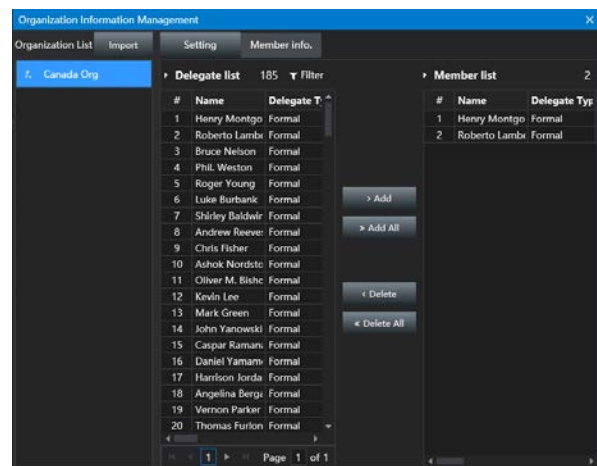 Organization Information Management
Organization List Import Setting Member info.
1. Canada Org
Delegate list 185 Filter
# Name Delegate T
1 Henry Montgo Formal
2 Roberto Lambe Formal
3 Bruce Nelson Formal
4 Phil. Weston Formal
5 Roger Young Formal
6 Luke Burbank Formal
7 Shirley Baldwir Formal
8 Andrew Reeve Formal
9 Chris Fisher Formal
10 Ashok Nordsto Formal
11 Oliver M. Bisho Formal
12 Kevin Lee Formal
13 Mark Green Formal
14 John Yanowski Formal
15 Caspar Raman Formal
16 Daniel Yamam Formal
17 Harrison Jorda Formal
18 Angelina Berga Formal
19 Vernon Parker Formal
20 Thomas Furlon Formal
1 Page 1 of 1
> Add
» Add All
< Delete
« Delete All
Member list 2
# Name Delegate Typ
1 Henry Montgo Formal
2 Roberto Lambe Formal